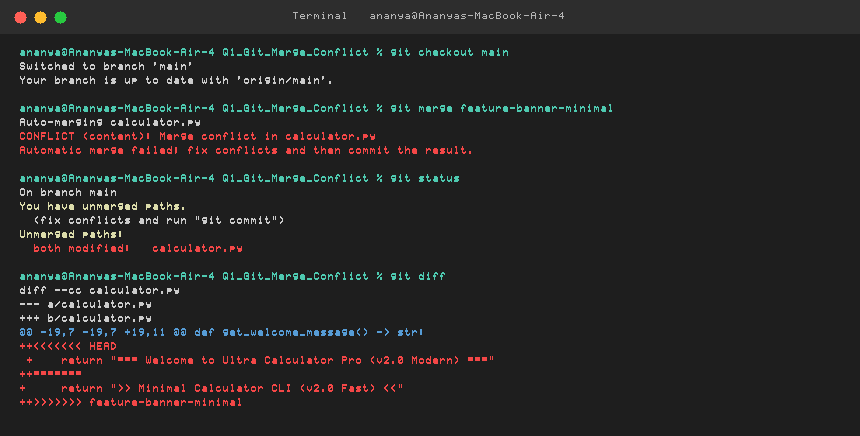 Terminal   ananya@Ananyas-MacBook-Air-4
ananya@Ananyas-MacBook-Air-4 Q1_Git_Merge_Conflict % git checkout main
Switched to branch 'main'
Your branch is up to date with 'origin/main'.
ananya@Ananyas-MacBook-Air-4 Q1_Git_Merge_Conflict % git merge feature-banner-minimal
Auto-merging calculator.py
CONFLICT (content): Merge conflict in calculator.py
Automatic merge failed; fix conflicts and then commit the result.
ananya@Ananyas-MacBook-Air-4 Q1_Git_Merge_Conflict % git status
On branch main
You have unmerged paths.
  (fix conflicts and run "git commit")
Unmerged paths:
  both modified:   calculator.py
ananya@Ananyas-MacBook-Air-4 Q1_Git_Merge_Conflict % git diff
diff --cc calculator.py
--- a/calculator.py
+++ b/calculator.py
@@ -19,7 -19,7 +19,11 @@ def get_welcome_message() -> str:
++<<<<<<< HEAD
 +    return "=== Welcome to Ultra Calculator Pro (v2.0 Modern) ==="
++=======
+     return ">> Minimal Calculator CLI (v2.0 Fast) <<"
++>>>>>>> feature-banner-minimal